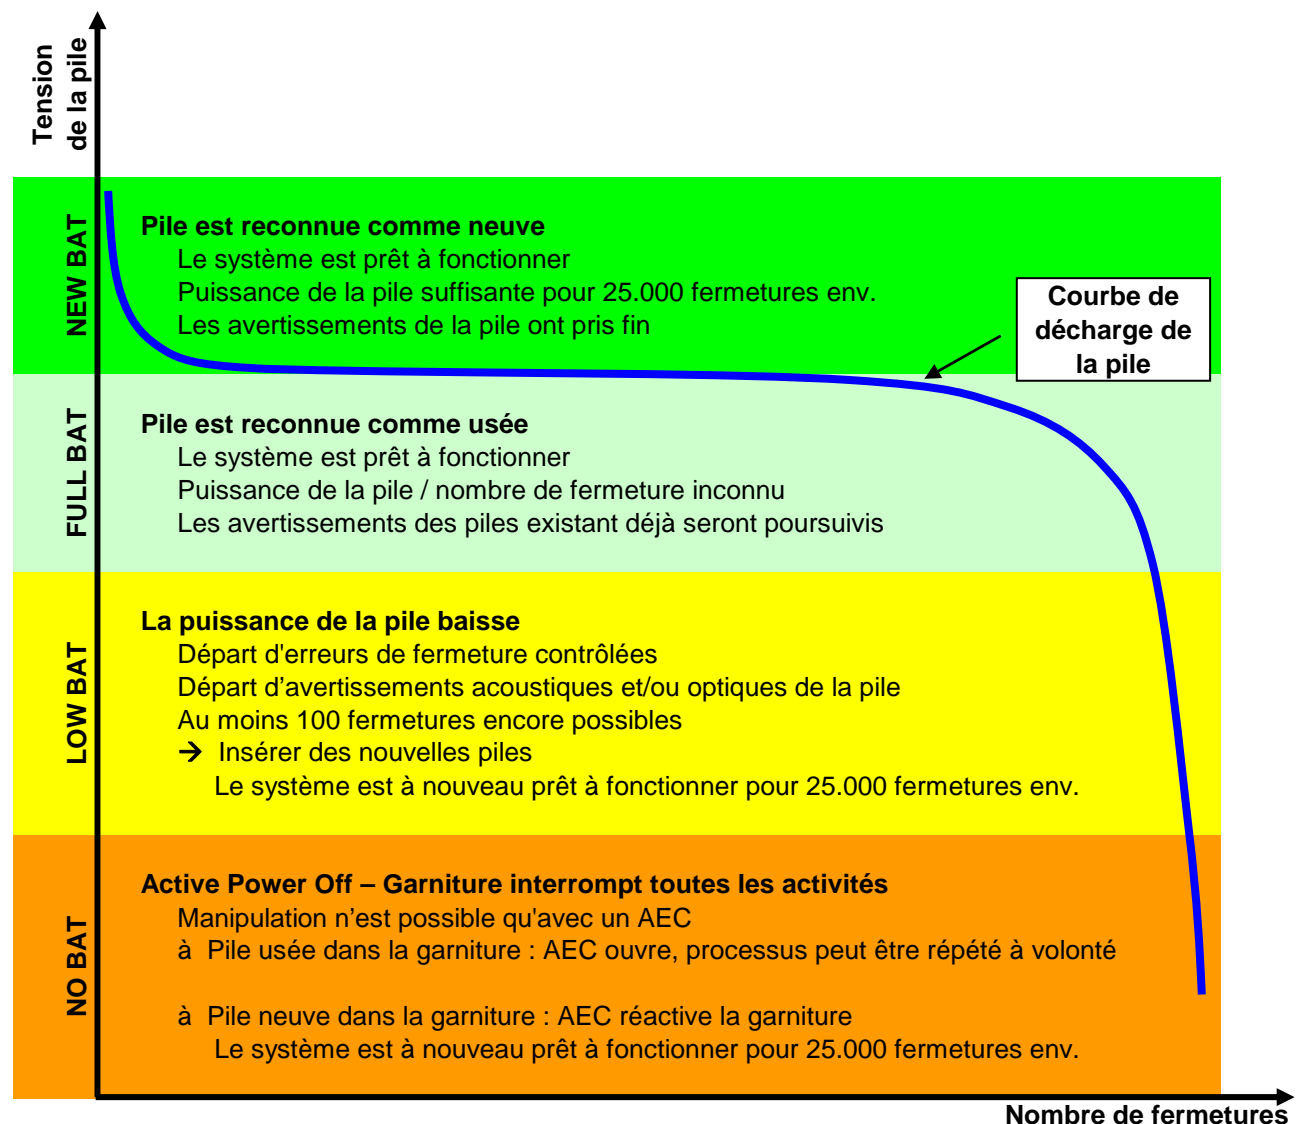 Tension
de la pile
NEW BAT
Pile est reconnue comme neuve
Le système est prêt à fonctionner
Puissance de la pile suffisante pour 25.000 fermetures env.
Les avertissements de la pile ont pris fin
Courbe de
décharge de
la pile
FULL BAT
Pile est reconnue comme usée
Le système est prêt à fonctionner
Puissance de la pile / nombre de fermeture inconnu
Les avertissements des piles existant déjà seront poursuivis
LOW BAT
La puissance de la pile baisse
Départ d'erreurs de fermeture contrôlées
Départ d’avertissements acoustiques et/ou optiques de la pile
Au moins 100 fermetures encore possibles
→ Insérer des nouvelles piles
Le système est à nouveau prêt à fonctionner pour 25.000 fermetures env.
NO BAT
Active Power Off – Garniture interrompt toutes les activités
Manipulation n’est possible qu'avec un AEC
à Pile usée dans la garniture : AEC ouvre, processus peut être répété à volonté
à Pile neuve dans la garniture : AEC réactive la garniture
Le système est à nouveau prêt à fonctionner pour 25.000 fermetures env.
Nombre de fermetures